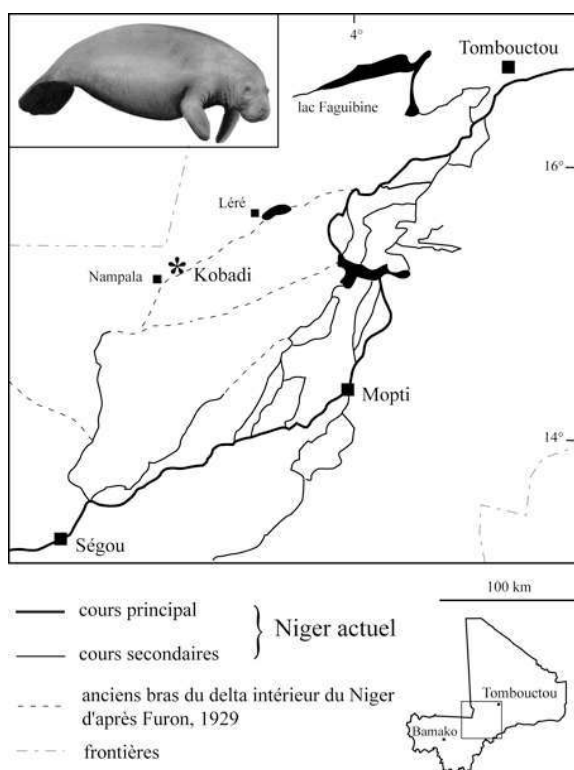 4°
Tombouctou
lac Faguibine
16°
Léré
Kobadi
Nampala
Mopti
14°
Ségou
100 km
cours principal
Niger actuel
cours secondaires
anciens bras du delta intérieur du Niger
d'après Furon, 1929
frontières
Tombouctou
Bamako